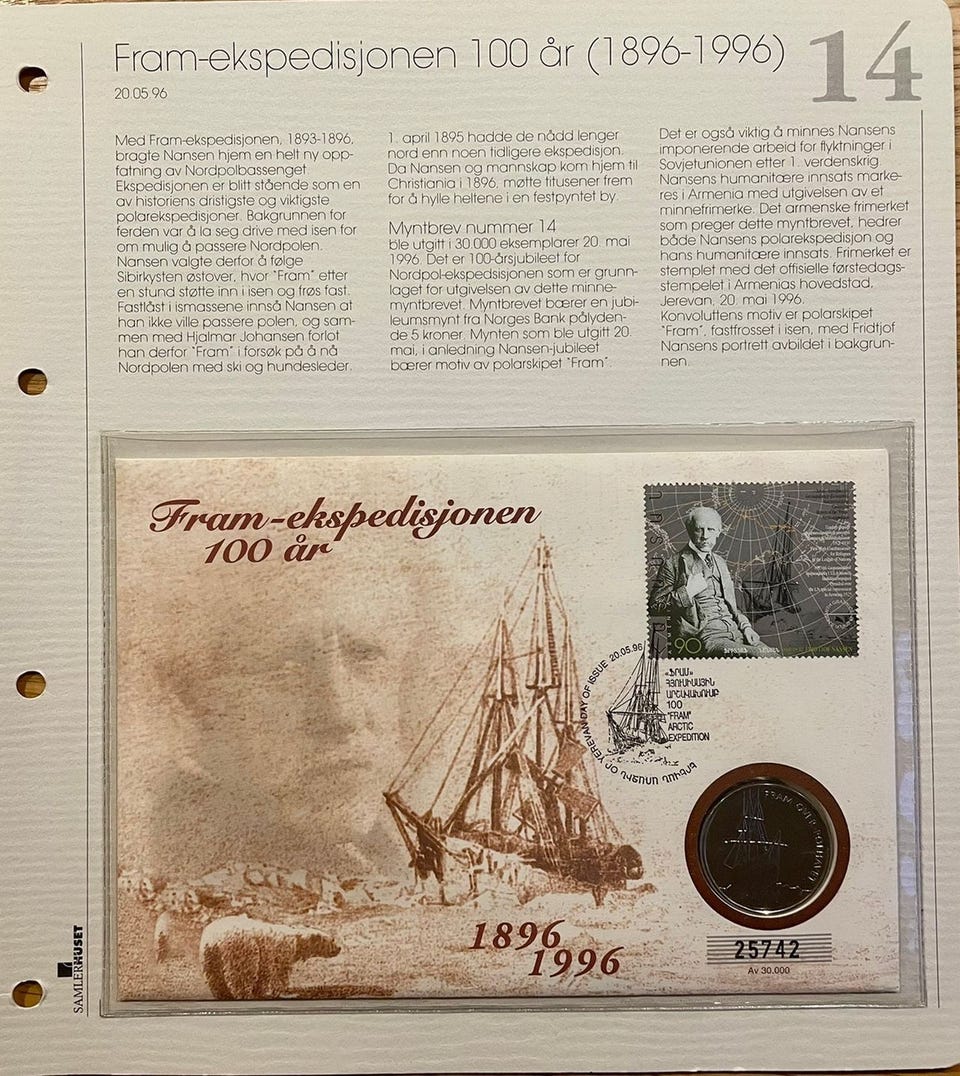 Fram-ekspedisjonen 100 år (1896-1996)
14
20.05.96
Med Fram-ekspedisjonen, 1893-1896,
bragte Nansen hjem en helt ny opp-
fatning av Nordpolbassenget
Ekspedisjonen er blitt stående som en
av historiens dristigste og viktigste
polarekspedisjoner. Bakgrunnen for
ferden var å la seg drive med isen for
om mulig å passere Nordpolen.
Nansen valgte derfor å følge
Sibirkysten østover, hvor "Fram" etter
en stund støtte inn i isen og frøs fast.
Fastlåst i ismassene innså Nansen at
han ikke ville passere polen, og sam-
men med Hjalmar Johansen forlot
han derfor "Fram" i forsøk på å nå
Nordpolen med ski og hundesleder.
1. april 1895 hadde de nådd lenger
nord enn noen tidligere ekspedisjon.
Da Nansen og mannskap kom hjem til
Christiania i 1896, møtte titusener frem
for å hylle heltene i en festpyntet by.
Myntbrev nummer 14
ble utgitt i 30 000 eksemplarer 20. mai
1996. Det er 100-årsjubileet for
Nordpol-ekspedsisjonen som er grunn-
laget for utgivelsen av dette minne-
myntbrevet. Myntbrevet bærer en jubi-
leumsmynt fra Norges Bank pålyden-
de 5 kroner. Mynten som ble utgitt 20.
mai, i anledning Nansen-jubileet
bærer motiv av polarskipet "Fram".
Det er også viktig å minnes Nansens
imponerende arbeid for flyktninger i
Sovjetunionen etter 1. verdenskrig.
Nansens humanitære innsats marke-
res i Armenia med utgivelsen av et
minnefrimerke. Det armenske frimerket
som preger dette myntbrevet, hedrer
både Nansens polarekspedisjon og
hans humanitære innsats. Frimerket er
stemplet med det offisielle førstedags-
stempelet i Armenias hovedstad,
Jerevan, 20. mai 1996.
Konvoluttens motiv er polarskipet
"Fram", fastfrosset i isen, med Fridtjof
Nansens portrett avbildet i bakgrun-
nen.
Fram-ekspedisjonen
100 år
90
YEREVAN DAY OF ISSUE 20.05.96
«ՖՐԱՄ»
ՀՅՈՒՍԻՍԱՅԻՆ
ԱՐՇԱՎԱԽՈՒՄԲ
100
"FRAM"
ARCTIC
EXPEDITION
FRAM OVER POLHAVET
1896
1996
25742
Av 30.000
SAMLERHUSET